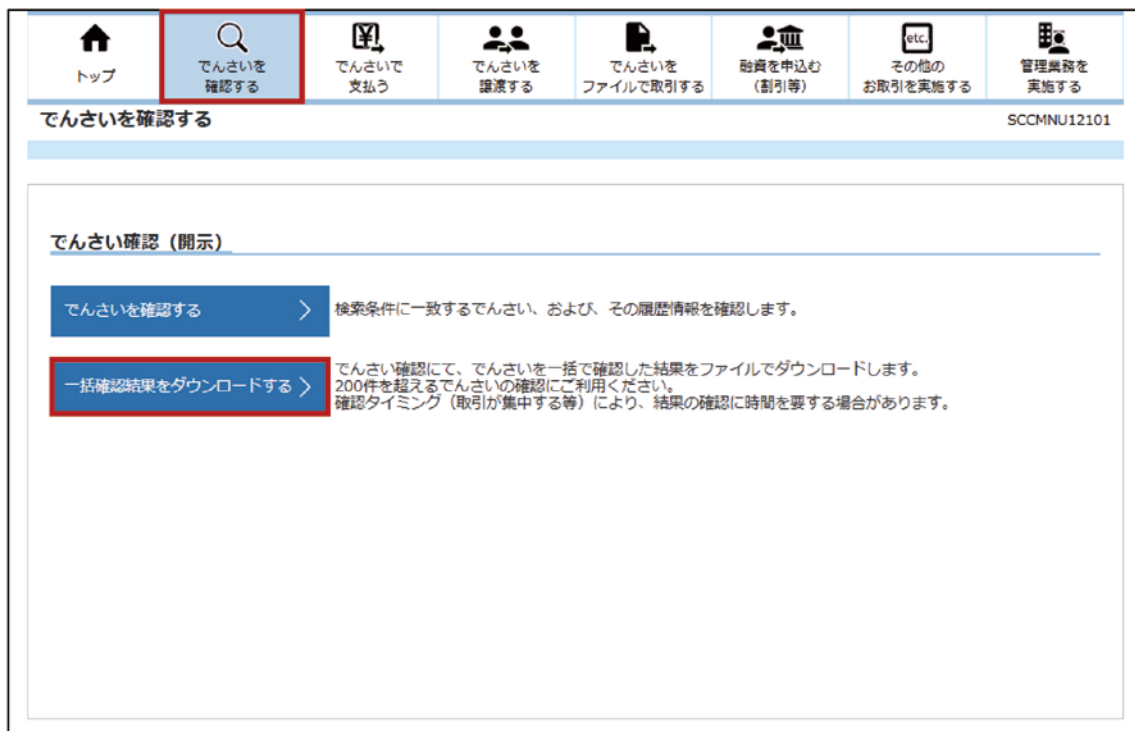 トップ
でんさいを
確認する
でんさいで
支払う
でんさいを
譲渡する
でんさいを
ファイルで取引する
融資を申込む
(割引等)
etc.
その他の
お取引を実施する
管理業務を
実施する
でんさいを確認する
SCCMNU12101
でんさい確認(開示)
でんさいを確認する
検索条件に一致するでんさい、および、その履歴情報を確認します。
一括確認結果をダウンロードする
でんさい確認にて、でんさいを一括で確認した結果をファイルでダウンロードします。
200件を超えるでんさいの確認にご利用ください。
確認タイミング(取引が集中する等)により、結果の確認に時間を要する場合があります。